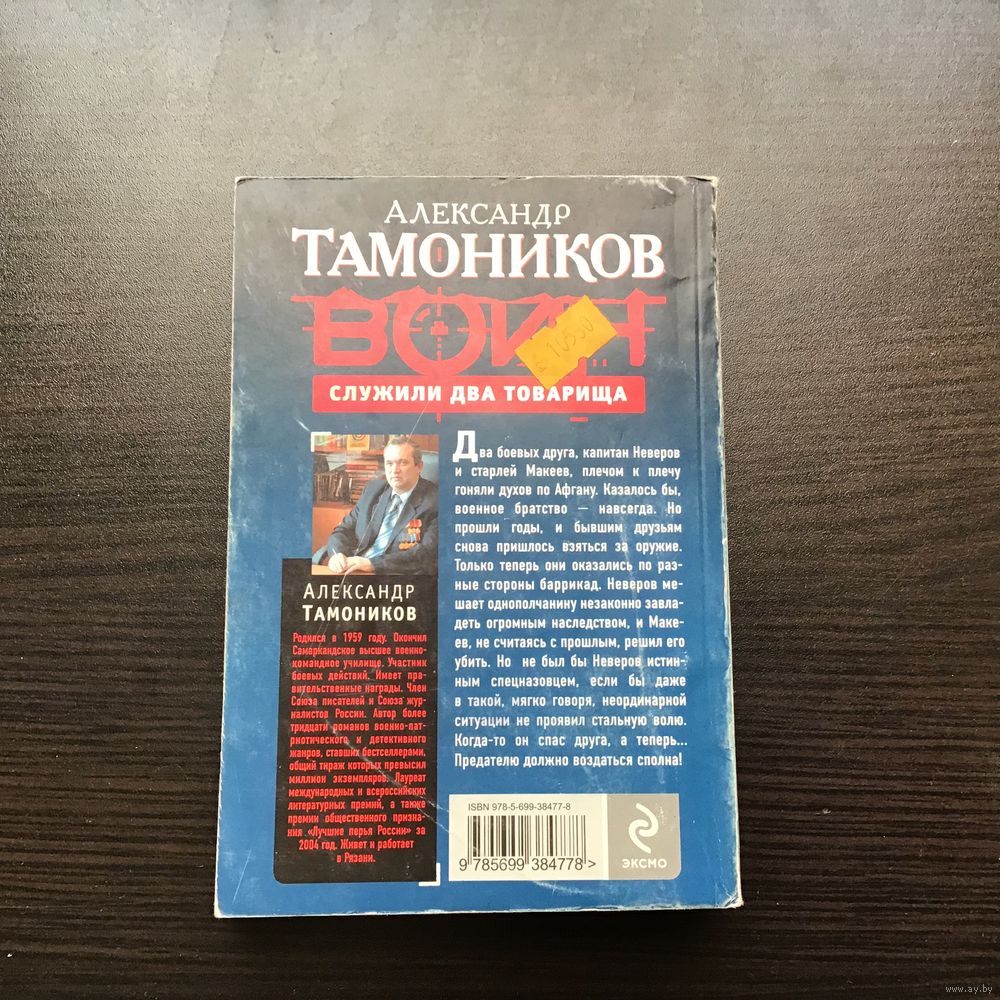 АЛЕКСАНДР
ТАМОНИКОВ
ВОИН
10550
СЛУЖИЛИ ДВА ТОВАРИЩА
Два боевых друга, капитан Неверов
и старлей Макеев, плечом к плечу
гоняли духов по Афгану. Казалось бы,
военное братство — навсегда. Но
прошли годы, и бывшим друзьям
снова пришлось взяться за оружие.
Только теперь они оказались по раз-
ные стороны баррикад. Неверов ме-
шает однополчанину незаконно завла-
деть огромным наследством, и Маке-
ев, не считаясь с прошлым, решил его
убить. Но не был бы Неверов истин-
ным спецназовцем, если бы даже
в такой, мягко говоря, неординарной
ситуации не проявил стальную волю.
Когда-то он спас друга, а теперь...
Предателю должно воздаться сполна!
АЛЕКСАНДР
ТАМОНИКОВ
Родился в 1959 году. Окончил
Самаркандское высшее военно-
командное училище. Участник
боевых действий. Имеет пра-
вительственные награды. Член
Союза писателей и Союза жур-
налистов России. Автор более
тридцати романов военно-пат-
риотического и детективного
жанров, ставших бестселлерами,
общий тираж которых превысил
миллион экземпляров. Лауреат
международных и всероссийских
литературных премий, а также
премии общественного призна-
ния «Лучшие перья России» за
2004 год. Живет и работает
в Рязани.
ISBN 978-5-699-38477-8
9 785699 384778 >
ЭКСМО
www.ay.by